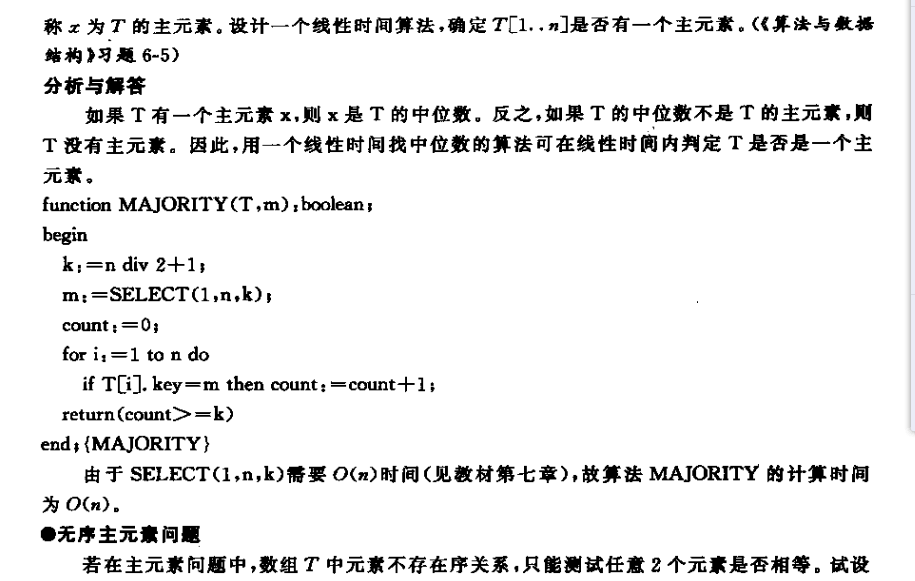 称 x 为 T 的主元素。设计一个线性时间算法,确定 T[1..n]是否有一个主元素。(《算法与数据
结构》习题 6-5)
分析与解答
如果 T 有一个主元素 x,则 x 是 T 的中位数。反之,如果 T 的中位数不是 T 的主元素,则
T 没有主元素。因此,用一个线性时间找中位数的算法可在线性时间内判定 T 是否是一个主
元素。
function MAJORITY(T,m):boolean;
begin
k:=n div 2+1;
m:=SELECT(1,n,k);
count:=0;
for i:=1 to n do
if T[i].key=m then count:=count+1;
return(count>=k)
end;{MAJORITY}
由于 SELECT(1,n,k)需要 O(n)时间(见教材第七章),故算法 MAJORITY 的计算时间
为 O(n)。
●无序主元素问题
若在主元素问题中,数组 T 中元素不存在序关系,只能测试任意 2 个元素是否相等。试设